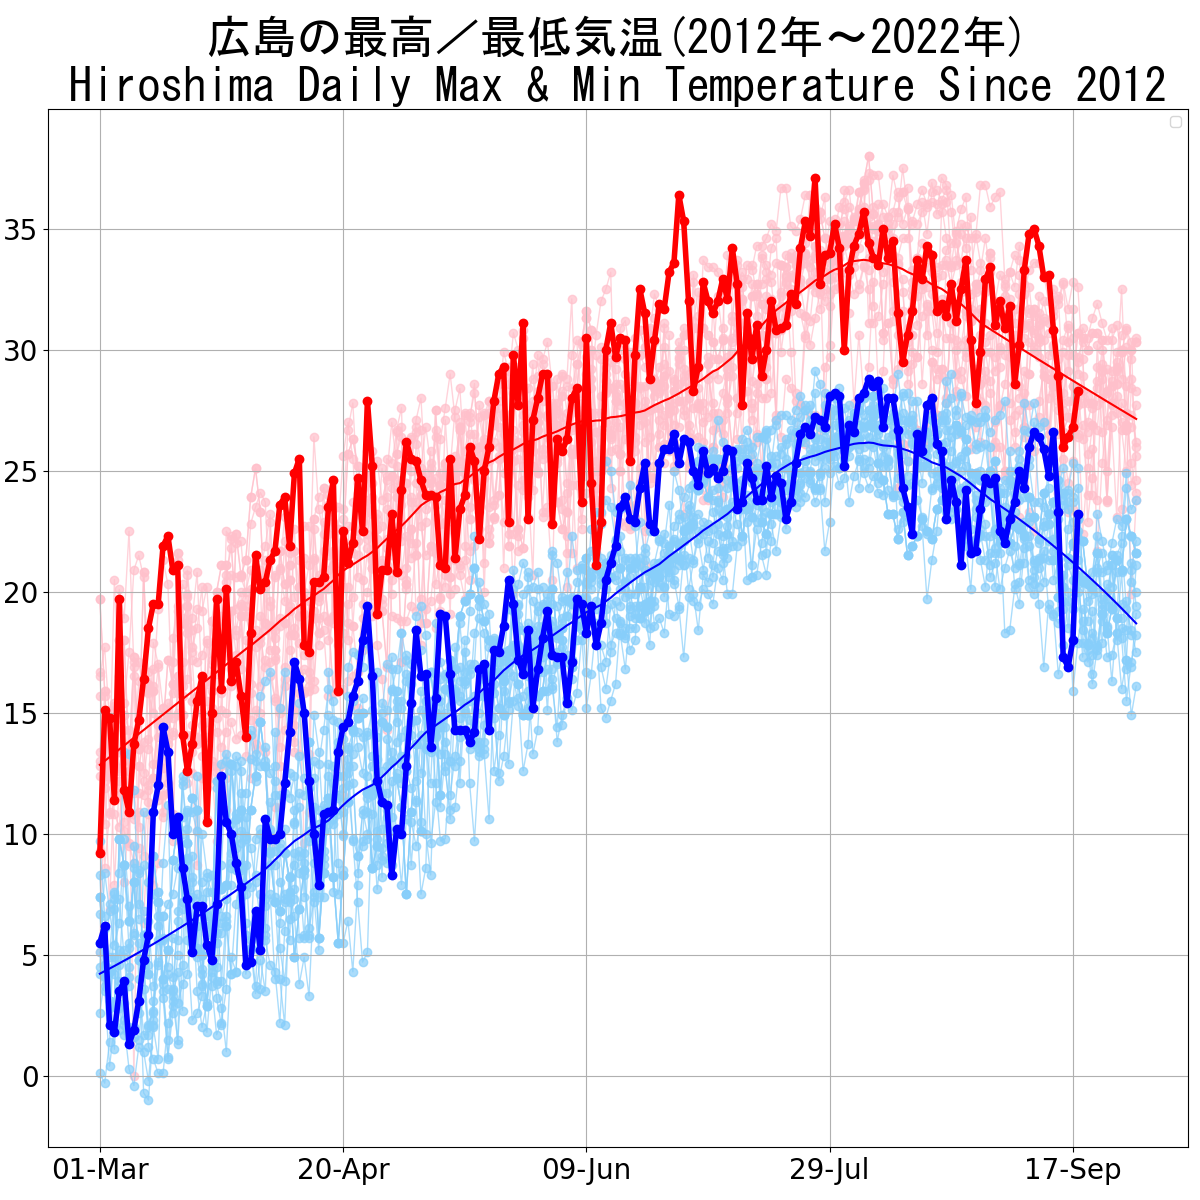 広島の最高／最低気温(2012年～2022年)
Hiroshima Daily Max & Min Temperature Since 2012
35
30
25
20
15
10
5
0
01-Mar 20-Apr 09-Jun 29-Jul 17-Sep